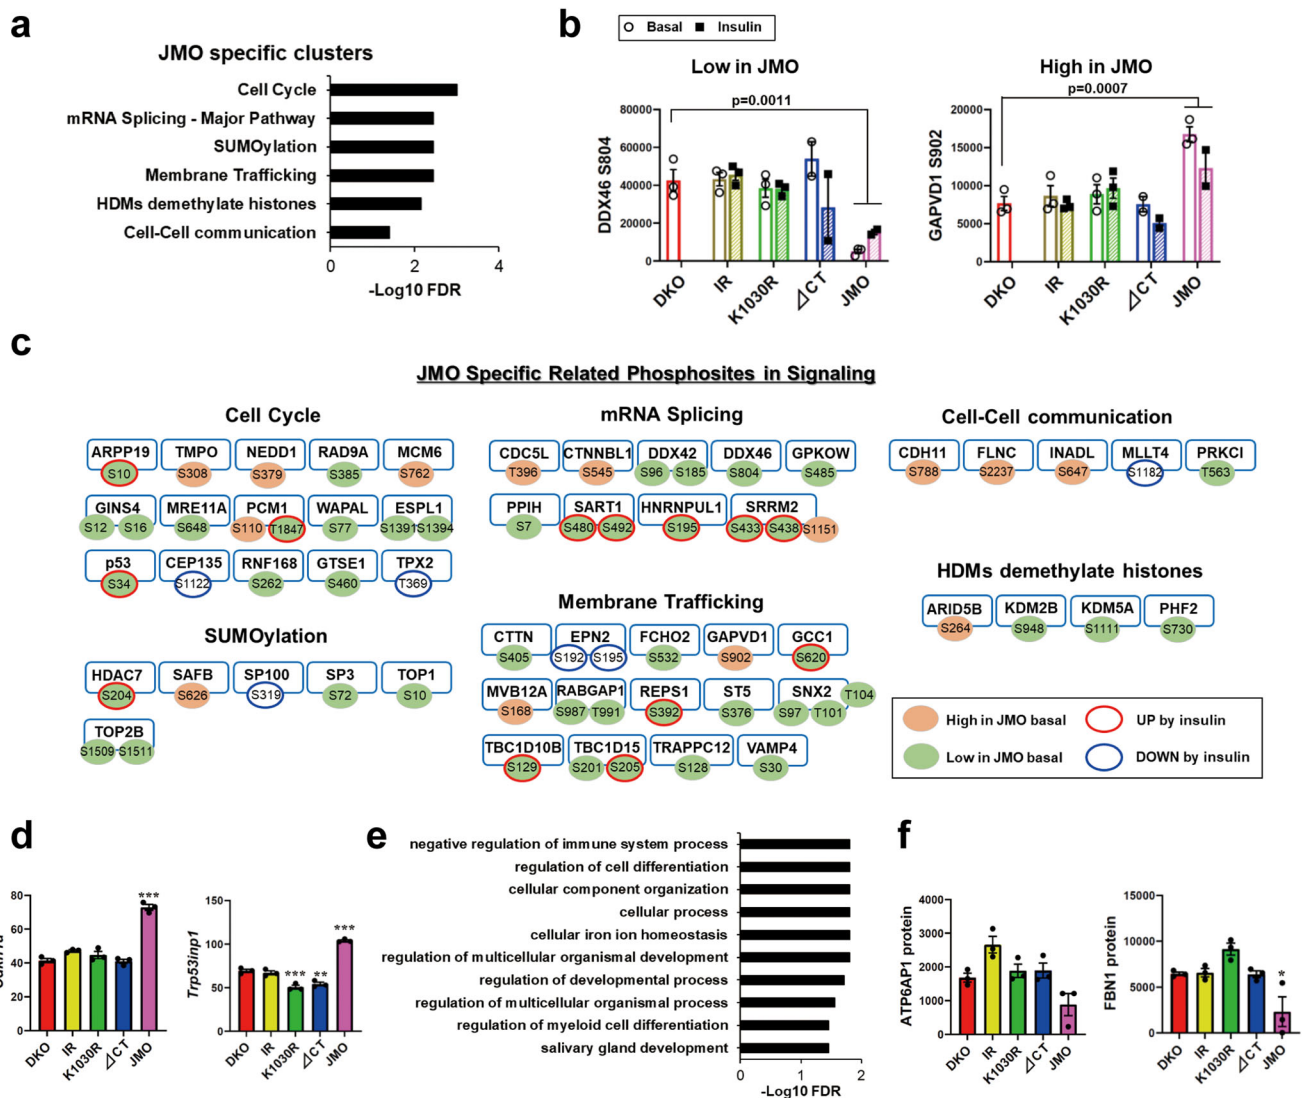 a
JMO specific clusters
Cell Cycle
mRNA Splicing - Major Pathway
SUMOylation
Membrane Trafficking
HDMs demethylate histones
Cell-Cell communication
0 2 4
-Log10 FDR
b
Basal Insulin
Low in JMO
p=0.0011
DDX46 S804
80000
60000
40000
20000
0
DKO IR K1030R ⊿CT JMO
High in JMO
p=0.0007
GAPVD1 S902
20000
15000
10000
5000
0
DKO IR K1030R ⊿CT JMO
c
JMO Specific Related Phosphosites in Signaling
Cell Cycle
ARPP19 TMPO NEDD1 RAD9A MCM6
S10 S308 S379 S385 S762
GINS4 MRE11A PCM1 WAPAL ESPL1
S12 S16 S648 S110 T1847 S77 S1391 S1394
p53 CEP135 RNF168 GTSE1 TPX2
S34 S1122 S262 S460 T369
SUMOylation
HDAC7 SAFB SP100 SP3 TOP1
S204 S626 S319 S72 S10
TOP2B
S1509 S1511
mRNA Splicing
CDC5L CTNNBL1 DDX42 DDX46 GPKOW
T396 S545 S96 S185 S804 S485
PPIH SART1 HNRNPUL1 SRRM2
S7 S480 S492 S195 S433 S438 S1151
Membrane Trafficking
CTTN EPN2 FCHO2 GAPVD1 GCC1
S405 S192 S195 S532 S902 S620
MVB12A RABGAP1 REPS1 ST5 SNX2 T104
S168 S987 T991 S392 S376 S97 T101
TBC1D10B TBC1D15 TRAPPC12 VAMP4
S129 S201 S205 S128 S30
Cell-Cell communication
CDH11 FLNC INADL MLLT4 PRKCI
S788 S2237 S647 S1182 T563
HDMs demethylate histones
ARID5B KDM2B KDM5A PHF2
S264 S948 S1111 S730
High in JMO basal UP by insulin
Low in JMO basal DOWN by insulin
d
80
60
40
20
0
***
DKO IR K1030R ⊿CT JMO
Trp53inp1
150
100
50
0
*** ** ***
DKO IR K1030R ⊿CT JMO
e
negative regulation of immune system process
regulation of cell differentiation
cellular component organization
cellular process
cellular iron ion homeostasis
regulation of multicellular organismal development
regulation of developmental process
regulation of multicellular organismal process
regulation of myeloid cell differentiation
salivary gland development
0 1 2
-Log10 FDR
f
ATP6AP1 protein
4000
3000
2000
1000
0
DKO IR K1030R ⊿CT JMO
FBN1 protein
15000
10000
5000
0
*
DKO IR K1030R ⊿CT JMO